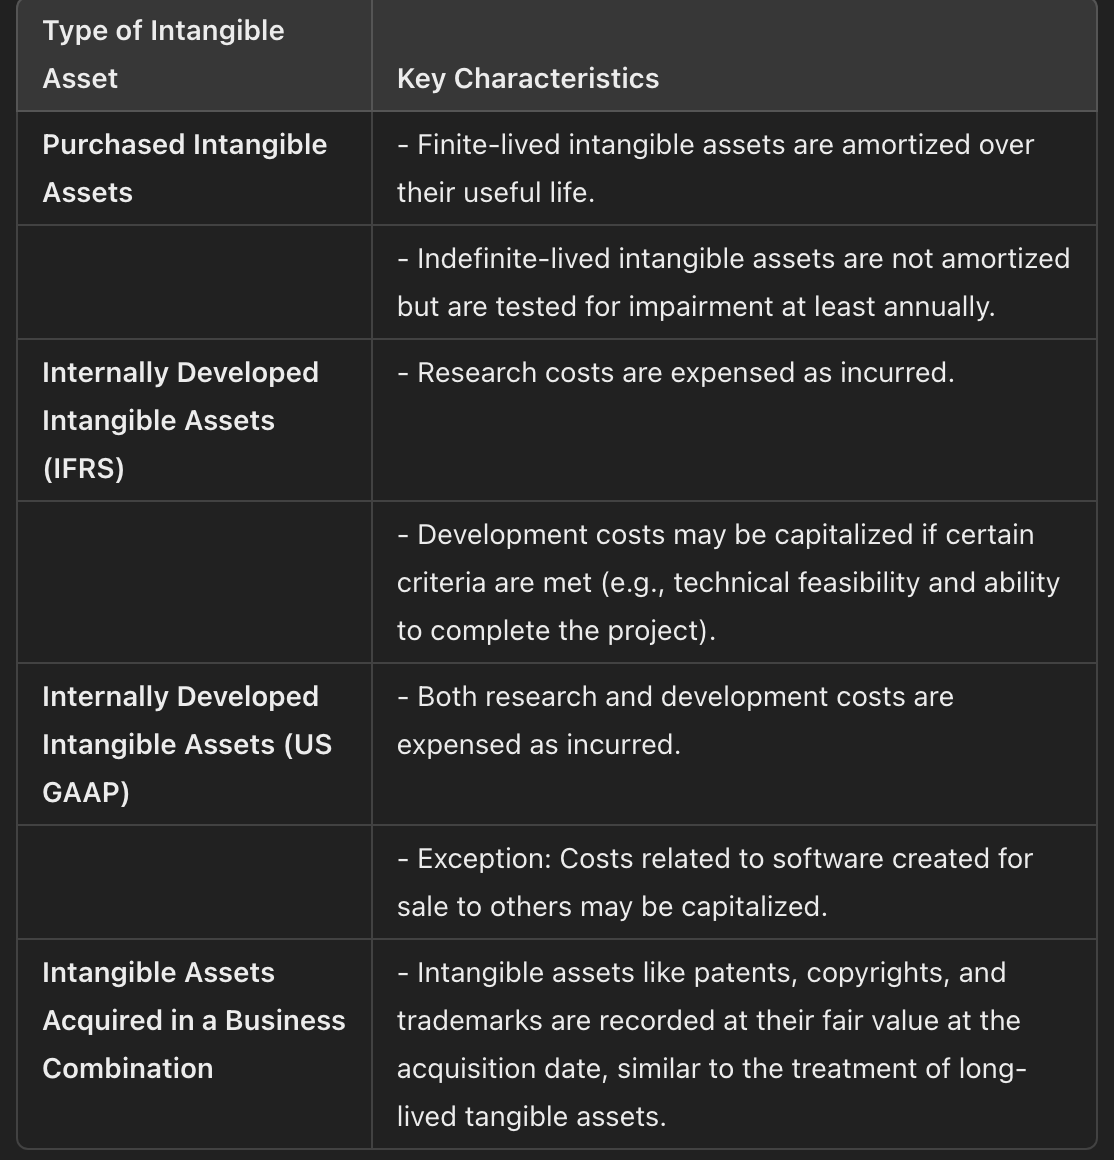 Type of Intangible
Asset
Key Characteristics
Purchased Intangible
Assets
- Finite-lived intangible assets are amortized over
their useful life.
- Indefinite-lived intangible assets are not amortized
but are tested for impairment at least annually.
Internally Developed
Intangible Assets
(IFRS)
- Research costs are expensed as incurred.
- Development costs may be capitalized if certain
criteria are met (e.g., technical feasibility and ability
to complete the project).
Internally Developed
Intangible Assets (US
GAAP)
- Both research and development costs are
expensed as incurred.
- Exception: Costs related to software created for
sale to others may be capitalized.
Intangible Assets
Acquired in a Business
Combination
- Intangible assets like patents, copyrights, and
trademarks are recorded at their fair value at the
acquisition date, similar to the treatment of long-
lived tangible assets.